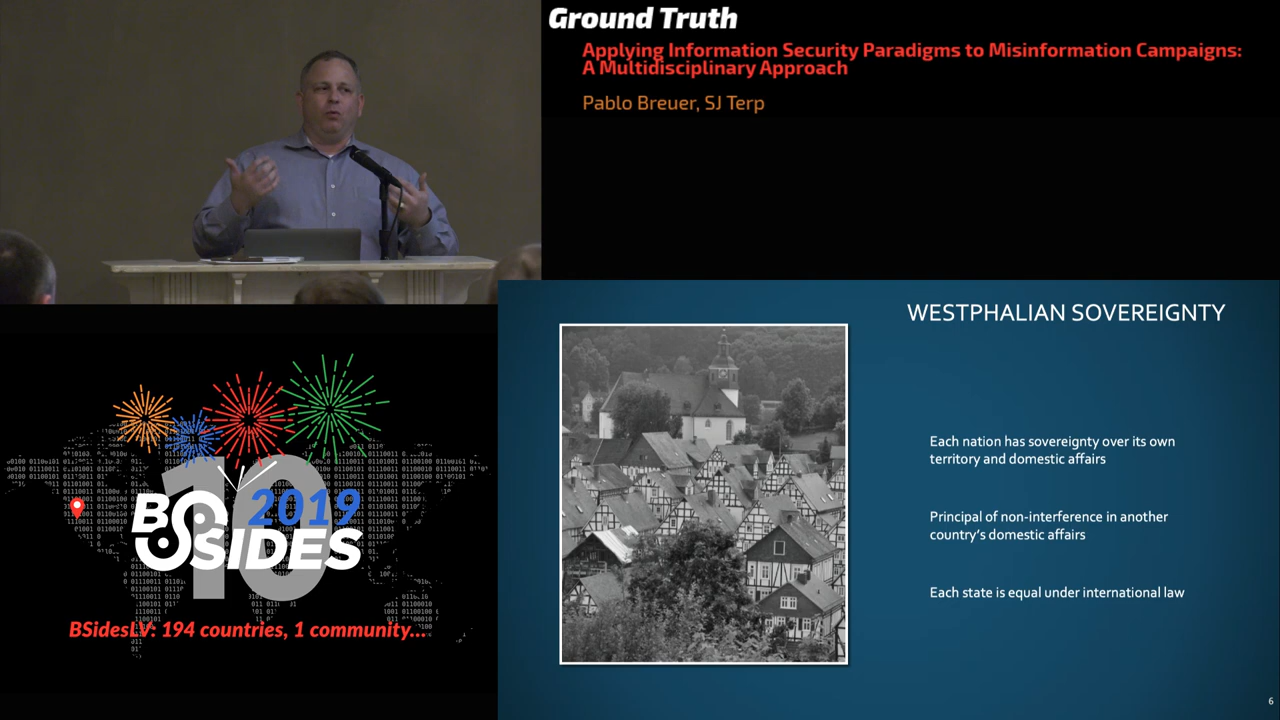 Ground Truth
Applying Information Security Paradigms to Misinformation Campaigns:
A Multidisciplinary Approach
Pablo Breuer, SJ Terp
WESTPHALIAN SOVEREIGNTY
Each nation has sovereignty over its own
territory and domestic affairs
Principal of non-interference in another
country's domestic affairs
Each state is equal under international law
6
10
2019
BSIDES
BSidesLV: 194 countries, 1 community...